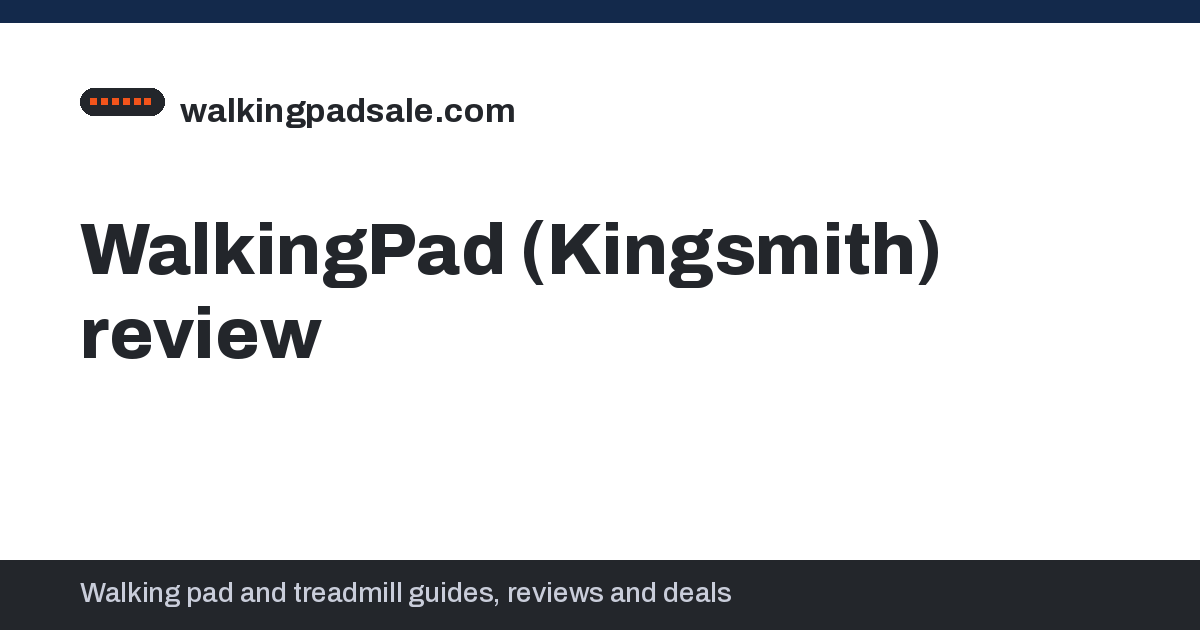 walkingpadsale.com
WalkingPad (Kingsmith)
review
Walking pad and treadmill guides, reviews and deals